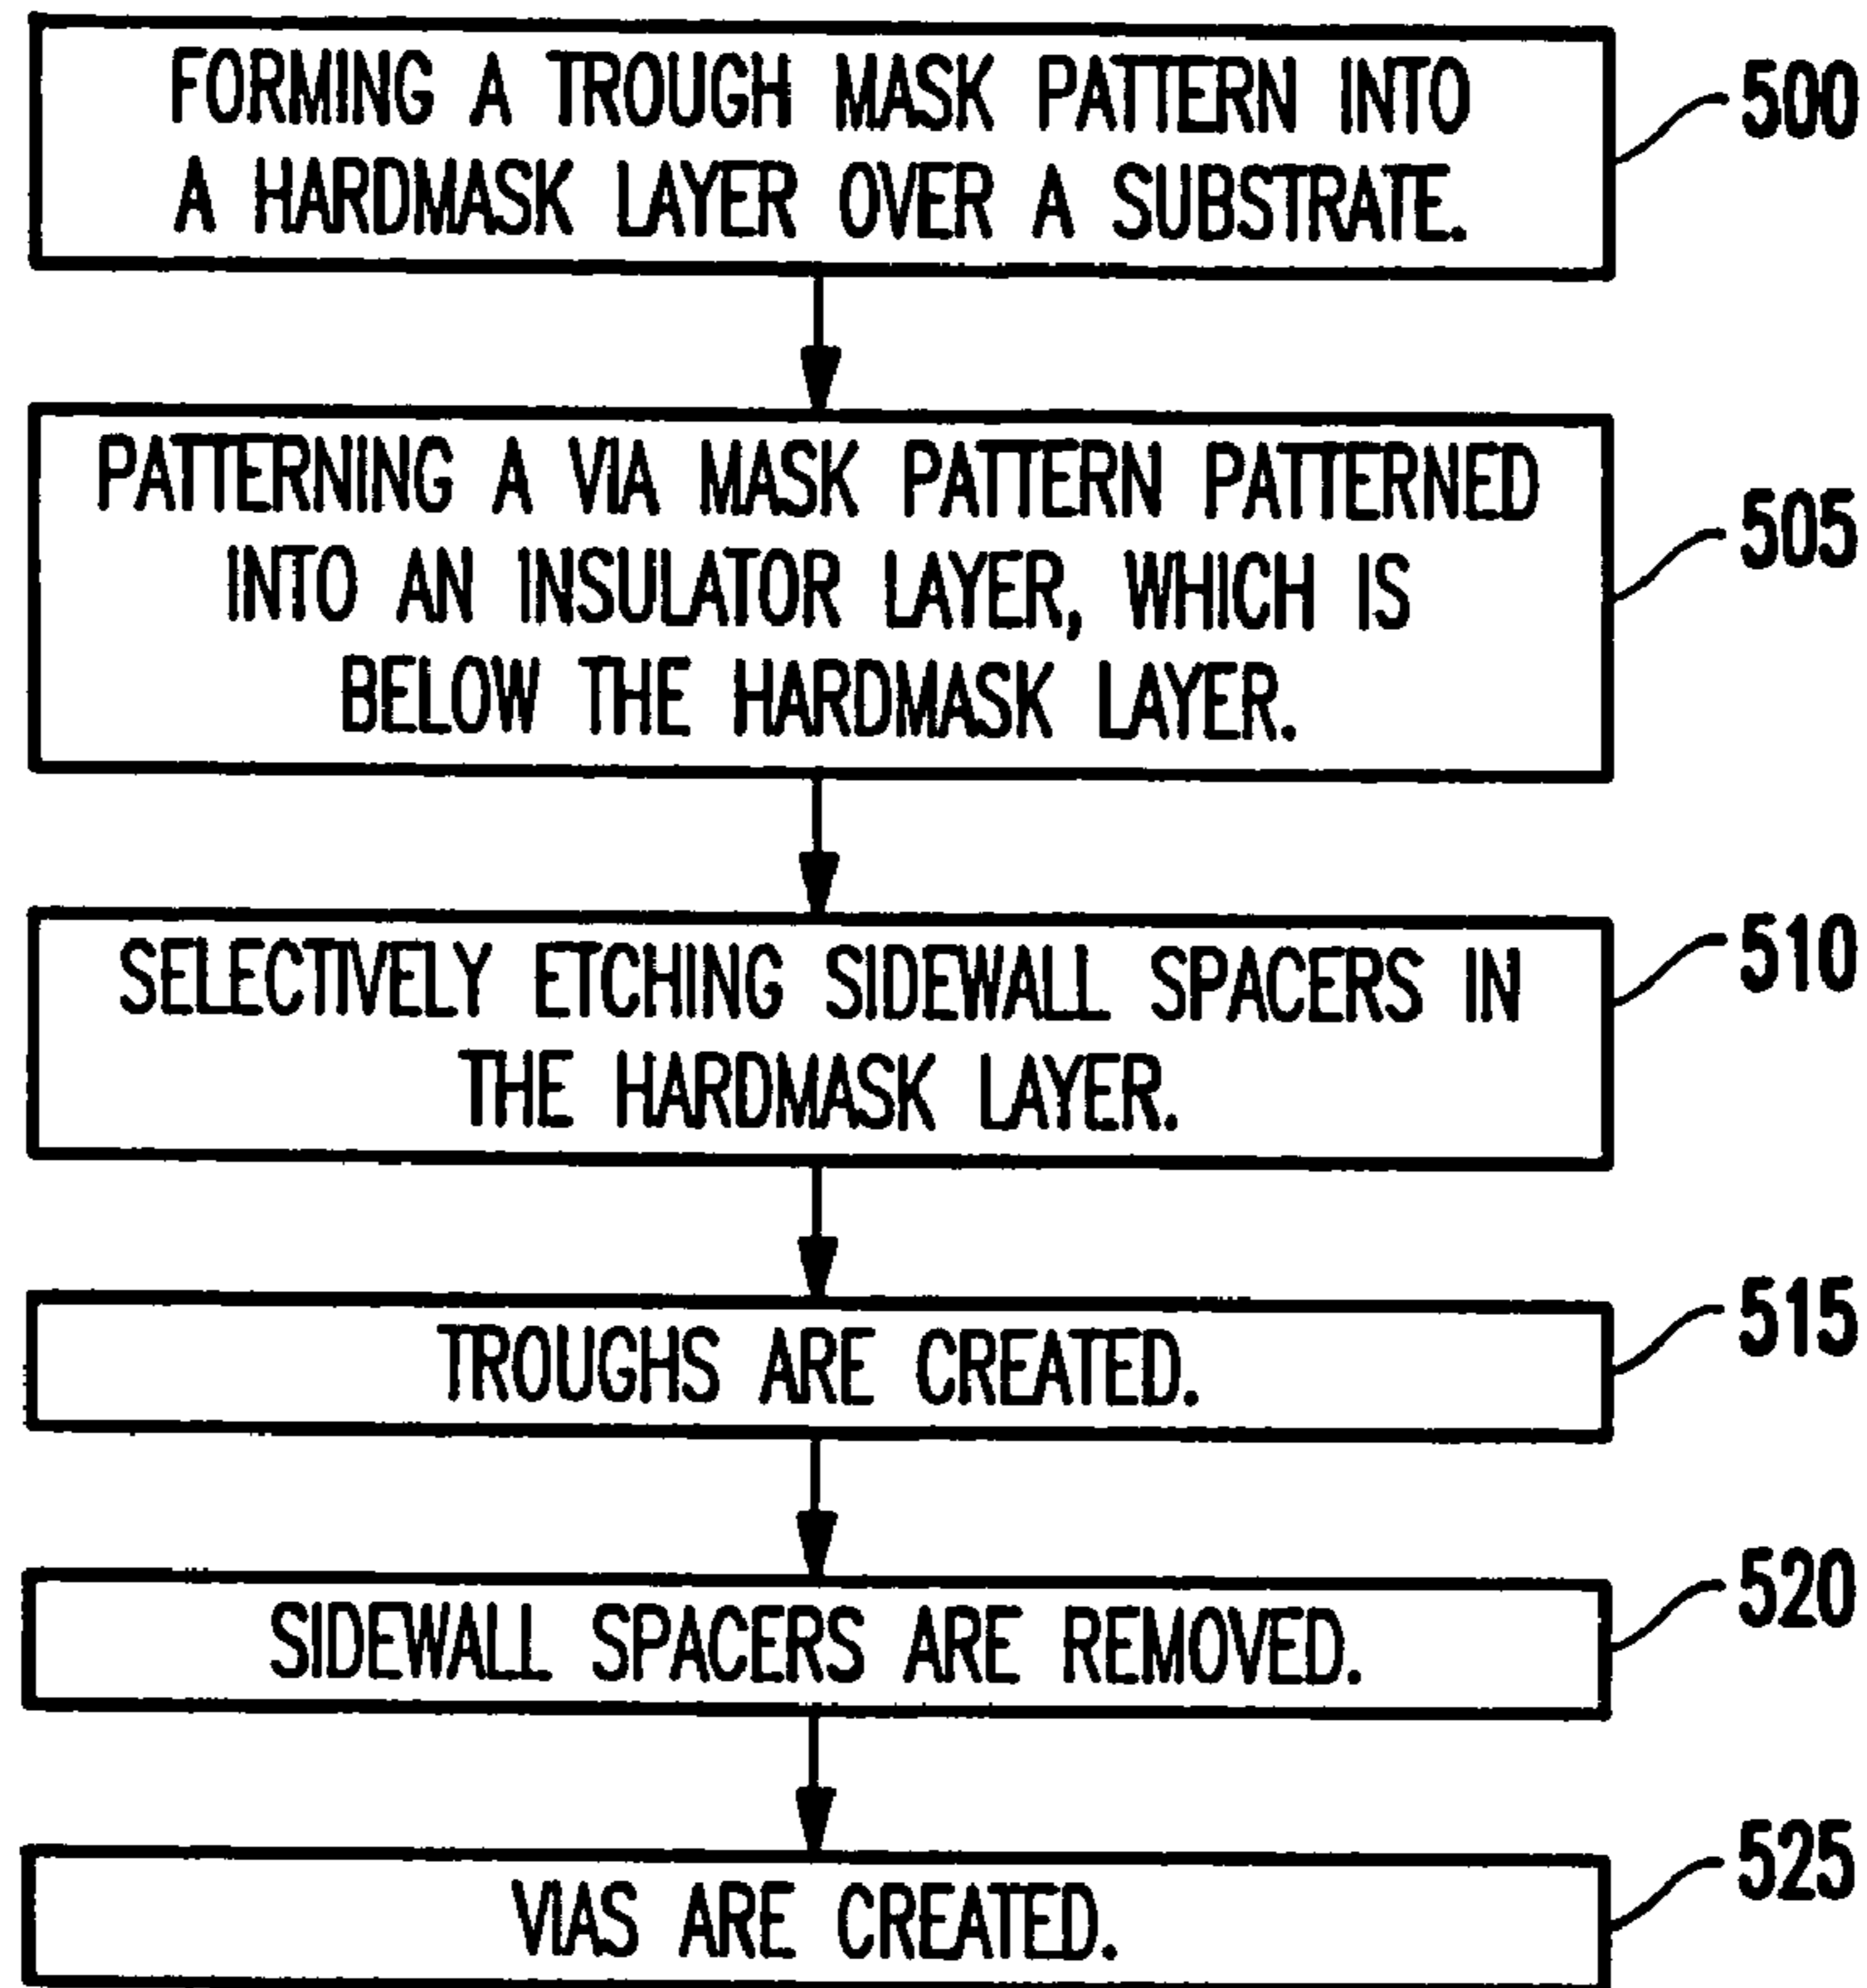 FORMING A TROUGH MASK PATTERN INTO
A HARDMASK LAYER OVER A SUBSTRATE.
500
PATTERNING A VIA MASK PATTERN PATTERNED
INTO AN INSULATOR LAYER, WHICH IS
BELOW THE HARDMASK LAYER.
505
SELECTIVELY ETCHING SIDEWALL SPACERS IN
THE HARDMASK LAYER.
510
TROUGHS ARE CREATED.
515
SIDEWALL SPACERS ARE REMOVED.
520
VIAS ARE CREATED.
525